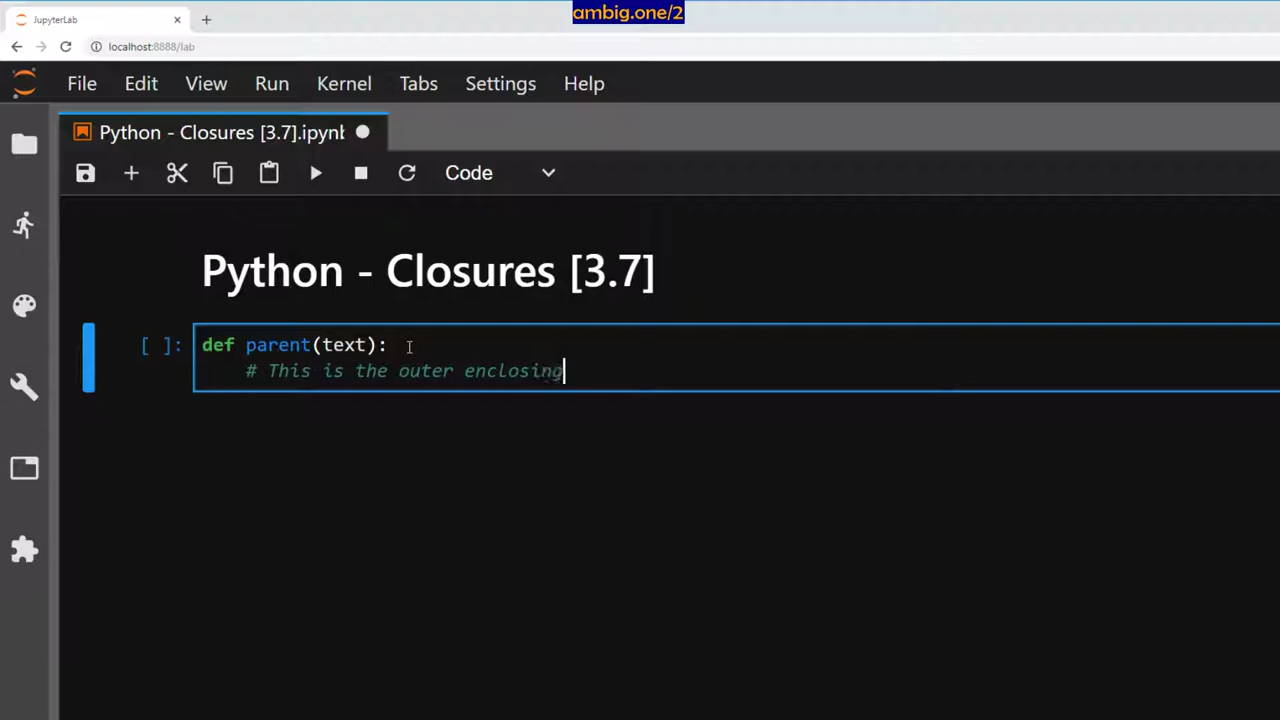 ambig.one/2
JupyterLab
localhost:8888/lab
File Edit View Run Kernel Tabs Settings Help
Python - Closures [3.7].ipynb
Code
Python - Closures [3.7]
[ ]: def parent(text):
# This is the outer enclosing